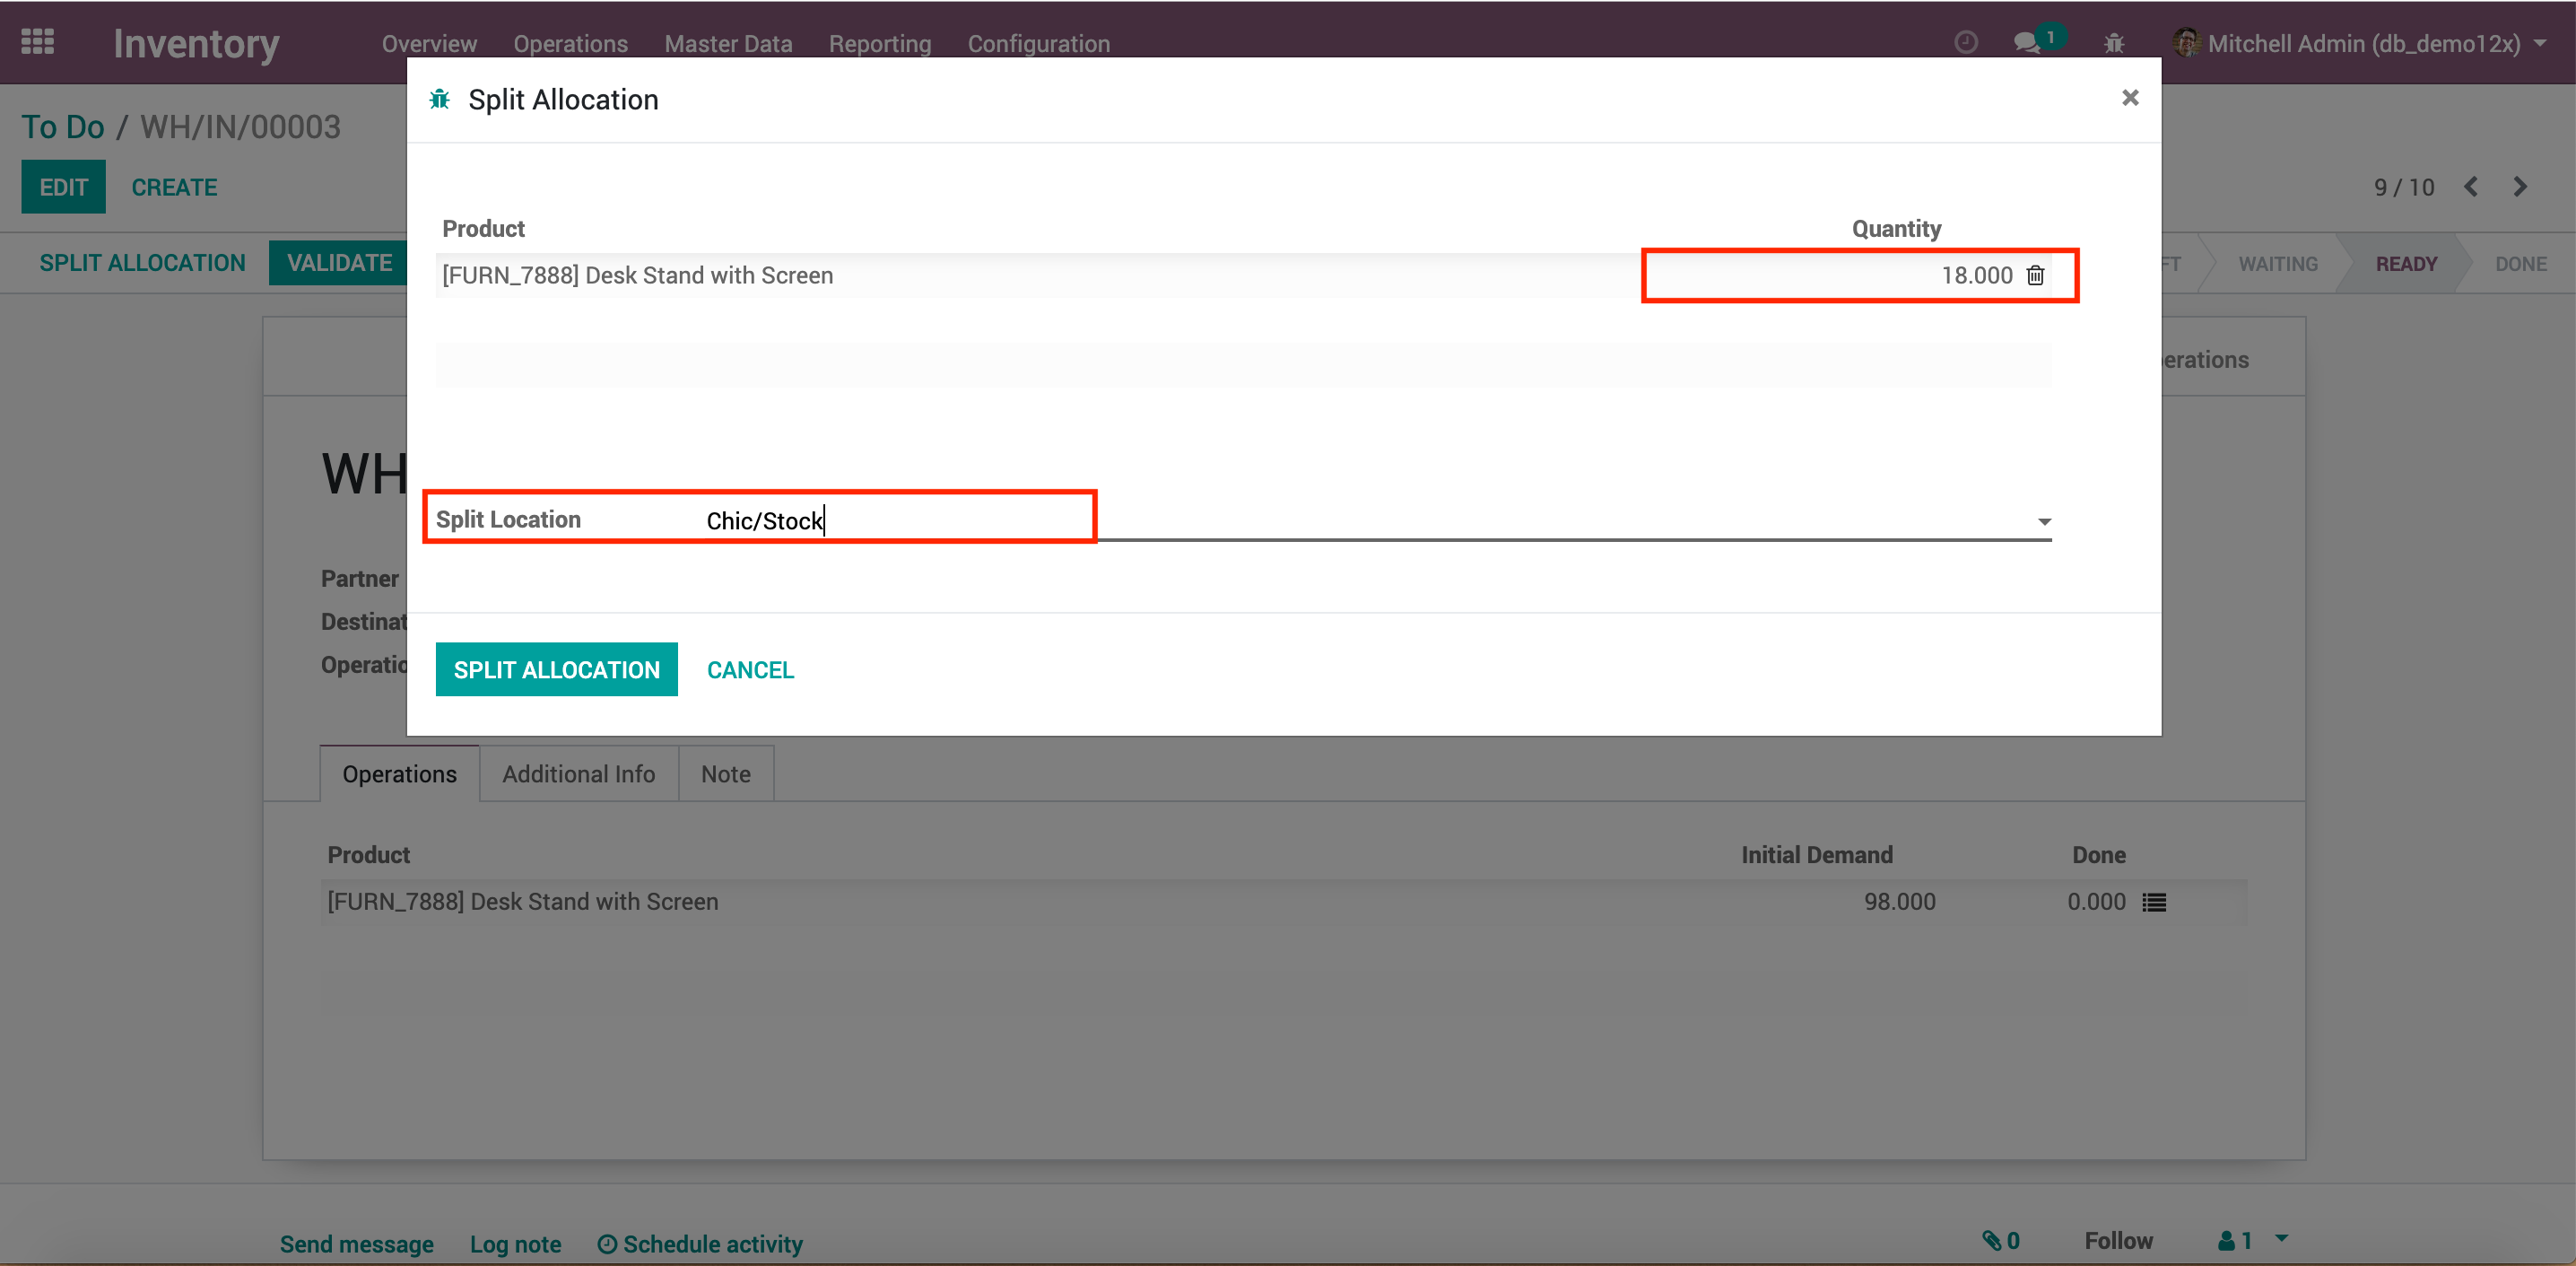 Inventory Overview Operations Master Data Reporting Configuration 1 Mitchell Admin (db_demo12x)
Split Allocation ×
To Do / WH/IN/00003
EDIT CREATE 9 / 10
Product Quantity
SPLIT ALLOCATION VALIDATE FT WAITING READY DONE
[FURN_7888] Desk Stand with Screen 18.000
erations
WH
Split Location Chic/Stock
Partner
Destinat
Operatio
SPLIT ALLOCATION CANCEL
Operations Additional Info Note
Product Initial Demand Done
[FURN_7888] Desk Stand with Screen 98.000 0.000
Send message Log note Schedule activity 0 Follow 1